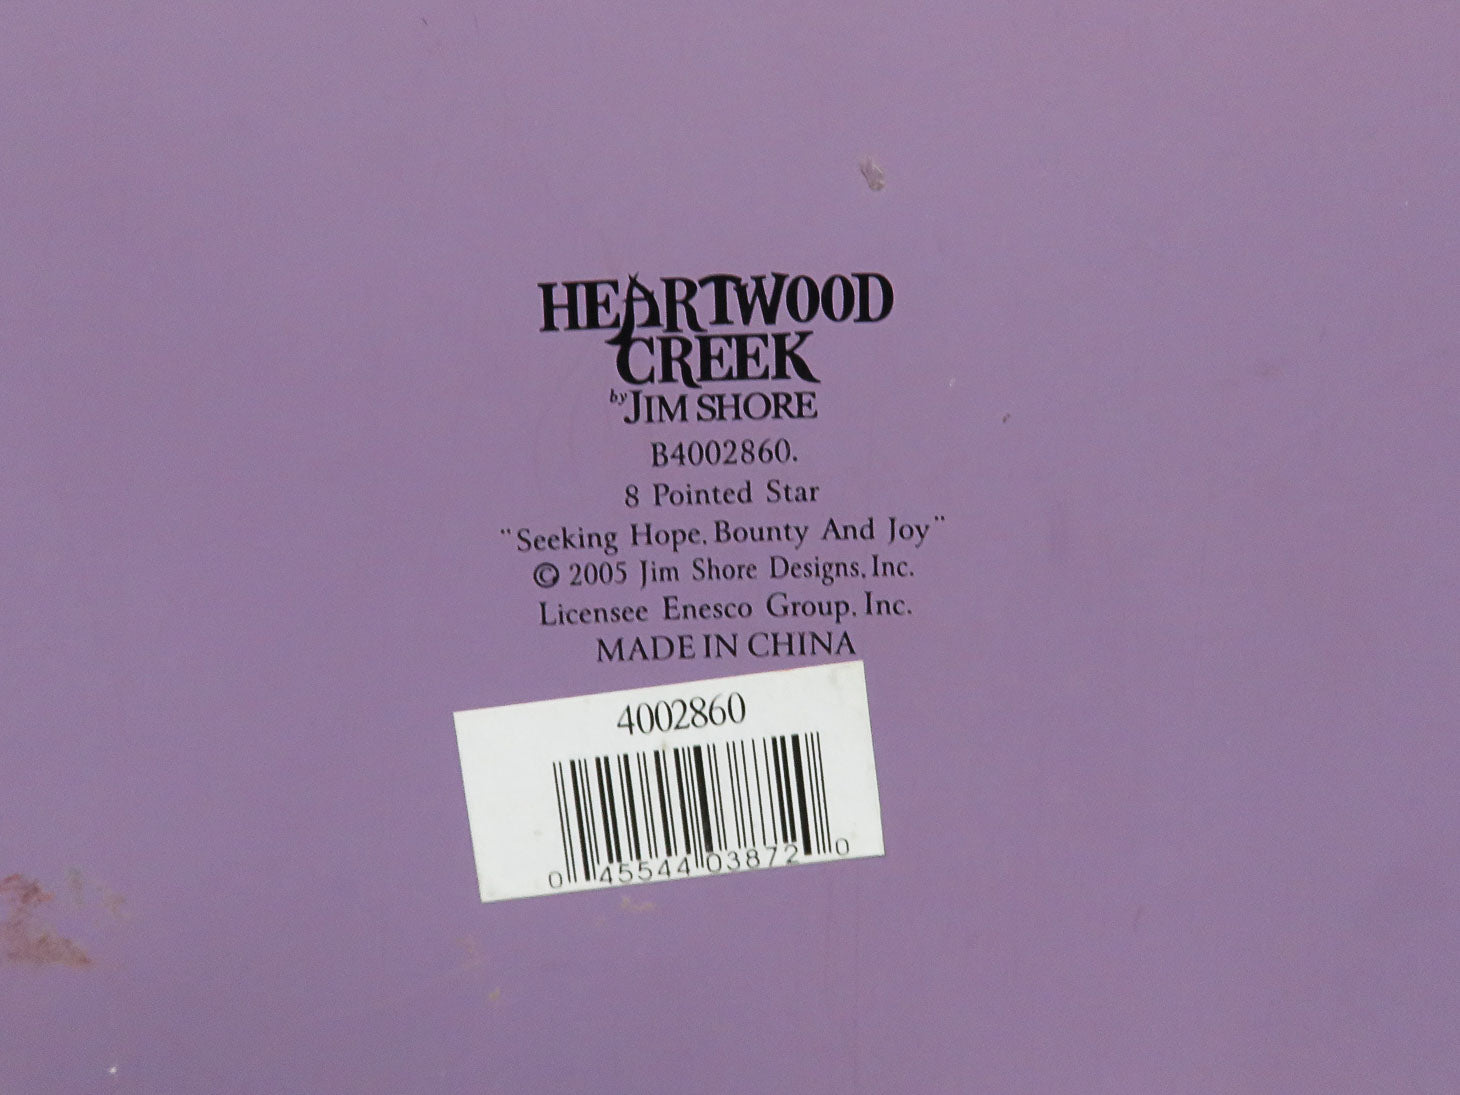 HEARTWOOD
CREEK
by JIM SHORE
B4002860.
8 Pointed Star
"Seeking Hope, Bounty And Joy"
© 2005 Jim Shore Designs, Inc.
Licensee Enesco Group, Inc.
MADE IN CHINA
4002860
0 45544 03872 0